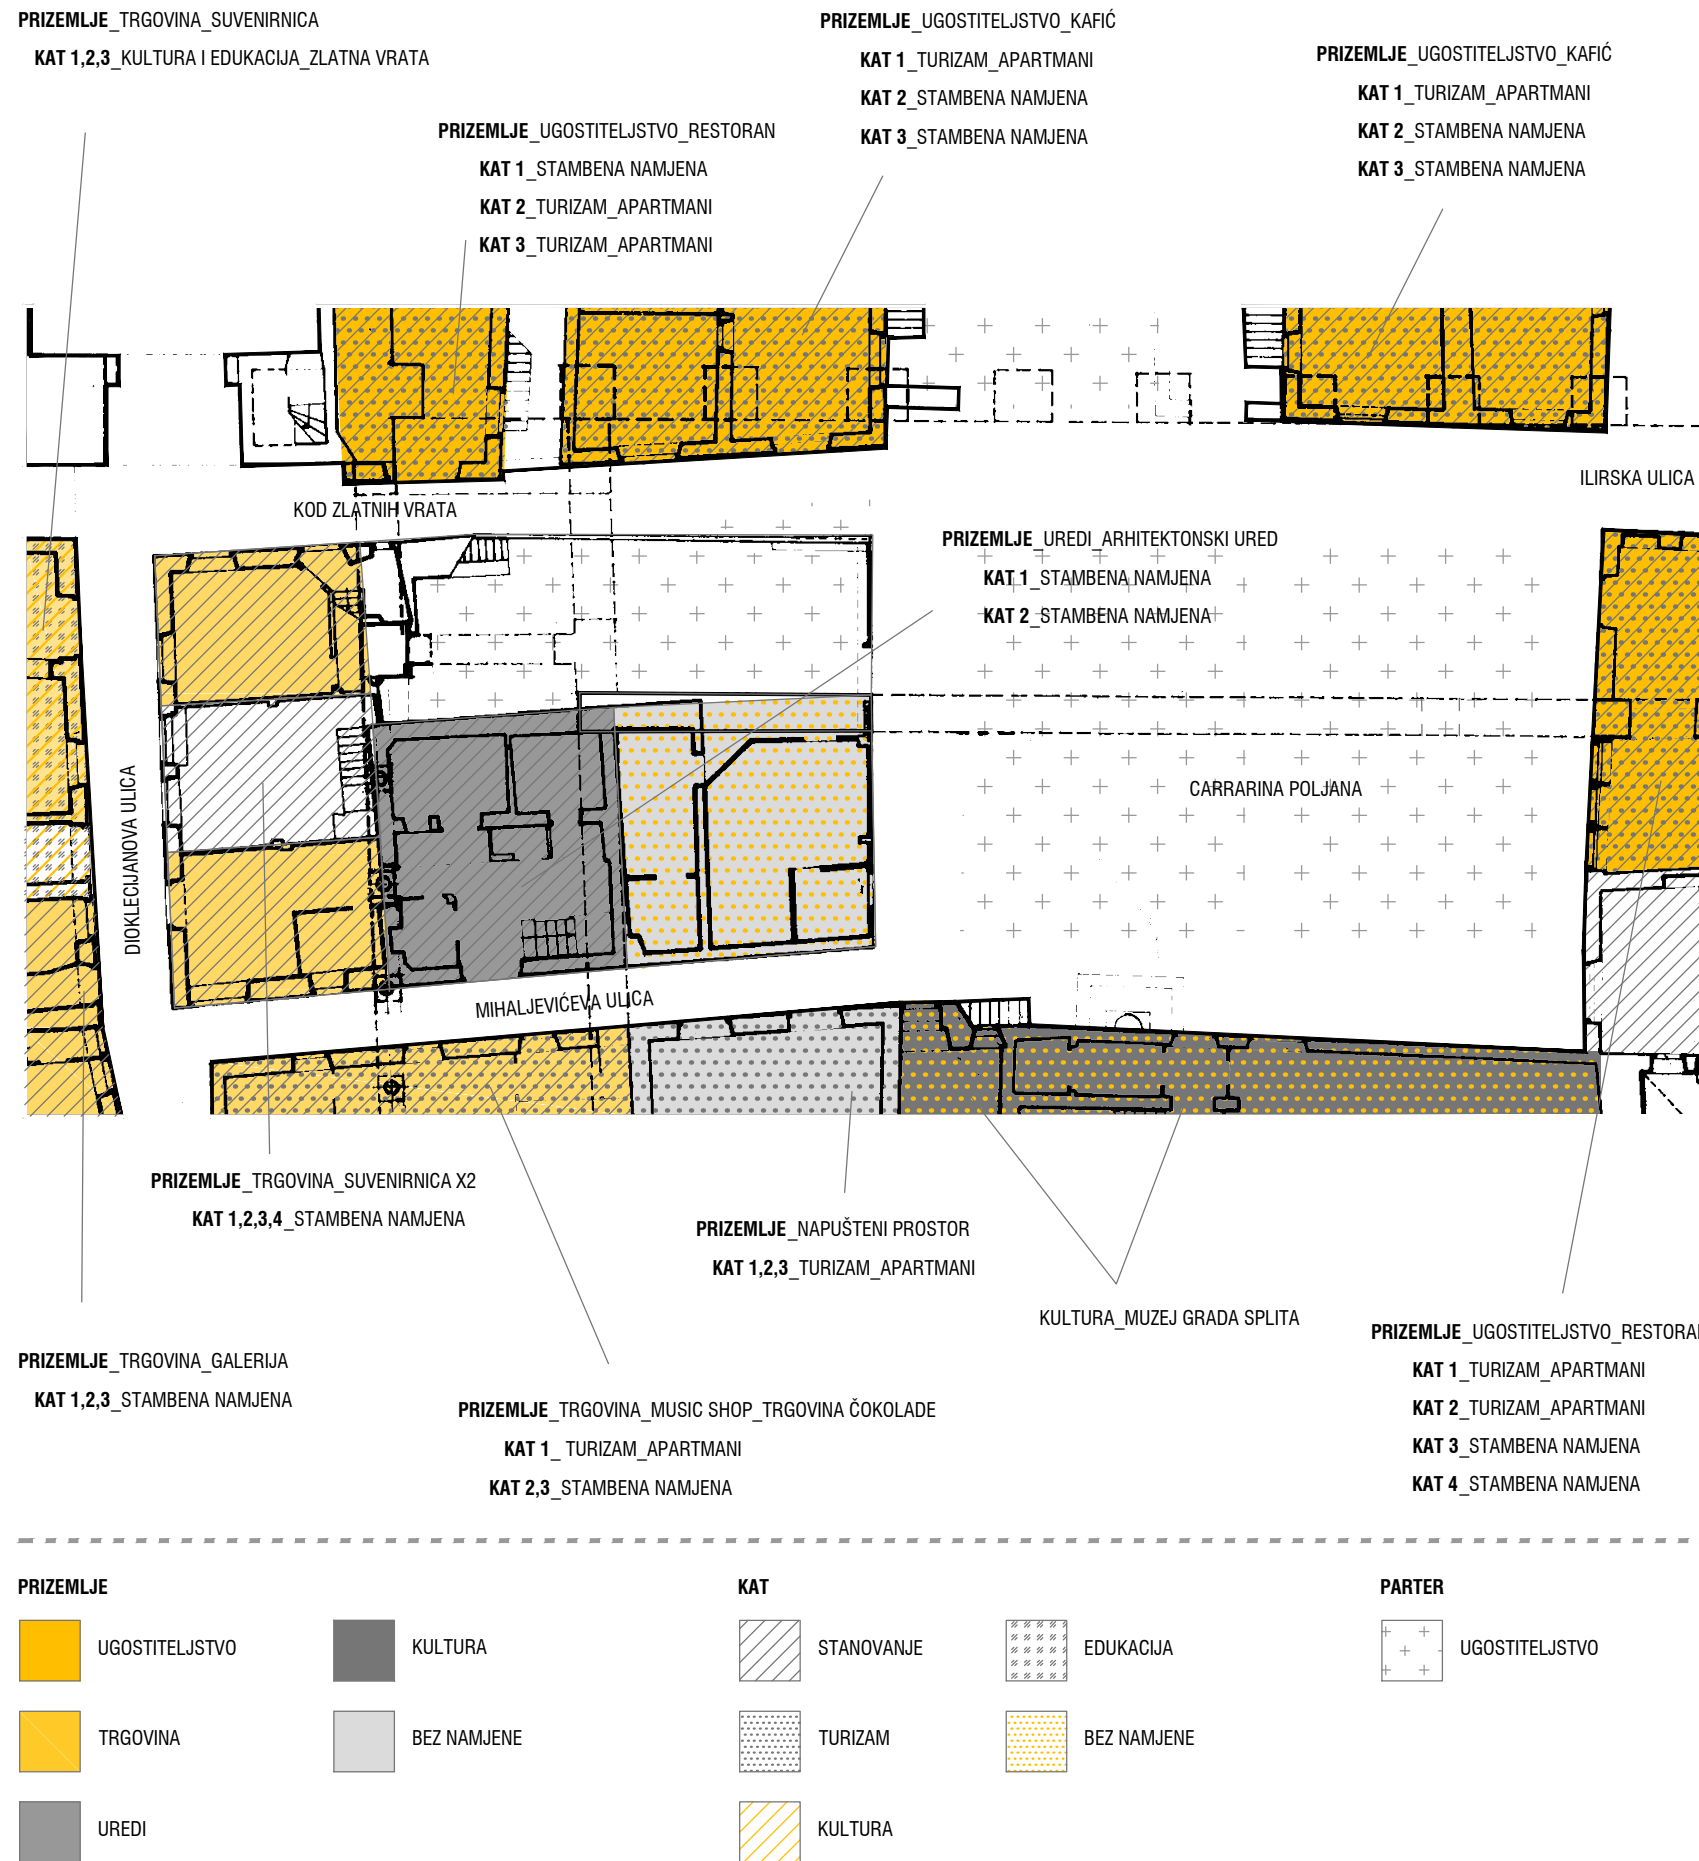 PRIZEMLJE_TRGOVINA_SUVENIRNICA
KAT 1,2,3_KULTURA I EDUKACIJA_ZLATNA VRATA
PRIZEMLJE_UGOSTITELJSTVO_RESTORAN
KAT 1_STAMBENA NAMJENA
KAT 2_TURIZAM_APARTMANI
KAT 3_TURIZAM_APARTMANI
PRIZEMLJE_UGOSTITELJSTVO_KAFIĆ
KAT 1_TURIZAM_APARTMANI
KAT 2_STAMBENA NAMJENA
KAT 3_STAMBENA NAMJENA
PRIZEMLJE_UGOSTITELJSTVO_KAFIĆ
KAT 1_TURIZAM_APARTMANI
KAT 2_STAMBENA NAMJENA
KAT 3_STAMBENA NAMJENA
ILIRSKA ULICA
KOD ZLATNIH VRATA
PRIZEMLJE_UREDI_ARHITEKTONSKI URED
KAT 1_STAMBENA NAMJENA
KAT 2_STAMBENA NAMJENA
DIOKLECIJANOVA ULICA
CARRARINA POLJANA
MIHALJEVIĆEVA ULICA
PRIZEMLJE_TRGOVINA_SUVENIRNICA X2
KAT 1,2,3,4_STAMBENA NAMJENA
PRIZEMLJE_NAPUŠTENI PROSTOR
KAT 1,2,3_TURIZAM_APARTMANI
KULTURA_MUZEJ GRADA SPLITA
PRIZEMLJE_TRGOVINA_GALERIJA
KAT 1,2,3_STAMBENA NAMJENA
PRIZEMLJE_TRGOVINA_MUSIC SHOP_TRGOVINA ČOKOLADE
KAT 1_ TURIZAM_APARTMANI
KAT 2,3_STAMBENA NAMJENA
PRIZEMLJE_UGOSTITELJSTVO_RESTORAN
KAT 1_TURIZAM_APARTMANI
KAT 2_TURIZAM_APARTMANI
KAT 3_STAMBENA NAMJENA
KAT 4_STAMBENA NAMJENA
PRIZEMLJE
UGOSTITELJSTVO
TRGOVINA
UREDI
KULTURA
BEZ NAMJENE
KAT
STANOVANJE
TURIZAM
KULTURA
EDUKACIJA
BEZ NAMJENE
PARTER
UGOSTITELJSTVO